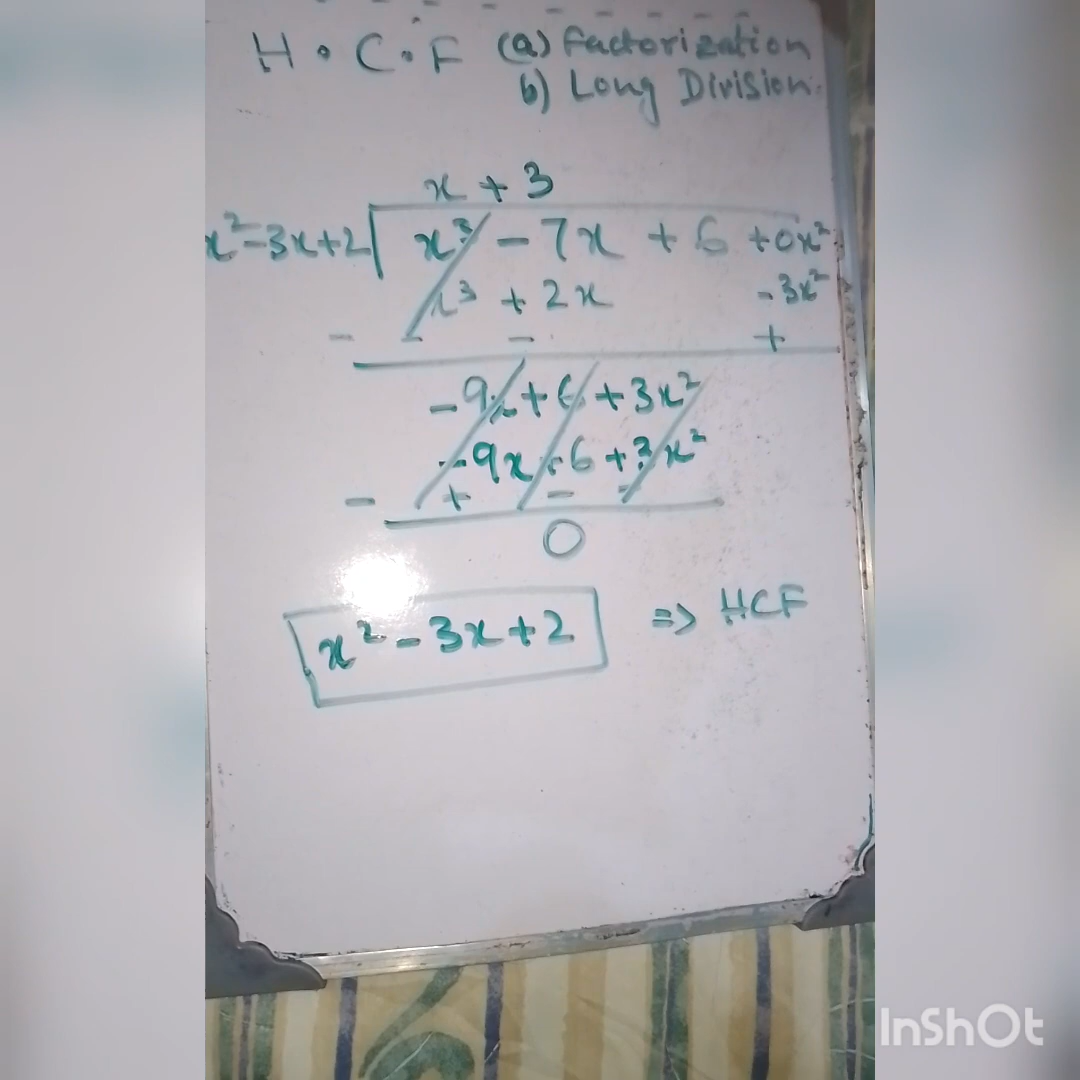 H.C.F (a) Factorization
b) Long Division.
x + 3
x²-3x+2 x³ - 7x + 6 + 0x²
x³ + 2x - 3x²
- - - +
-9x + 6 + 3x²
-9x + 6 + 3x²
- + - -
0
x² - 3x + 2 => HCF
InShOt